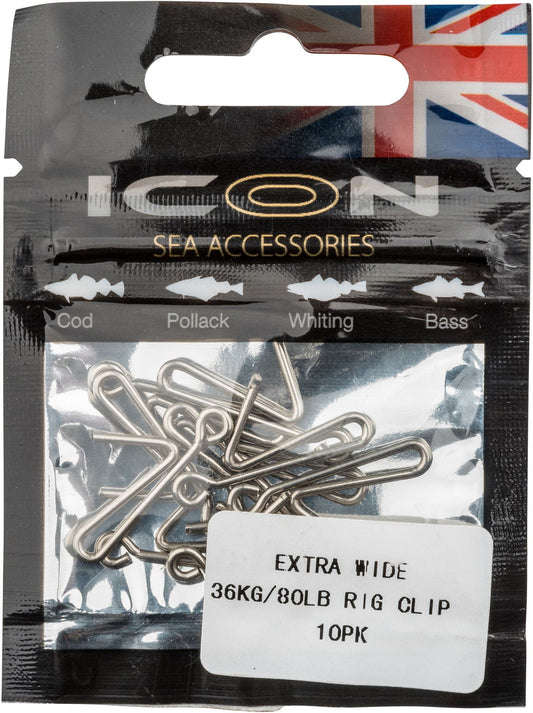 ICON
SEA ACCESSORIES
Cod Pollack Whiting Bass
EXTRA WIDE
36KG/80LB RIG CLIP
10PK